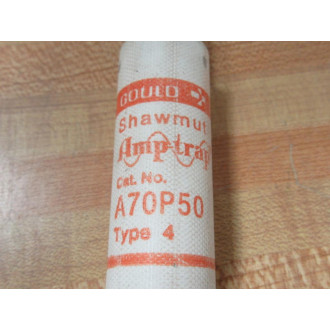 GOULD
Shawmut
Amp-trap
Cat. No.
A70P50
Type 4